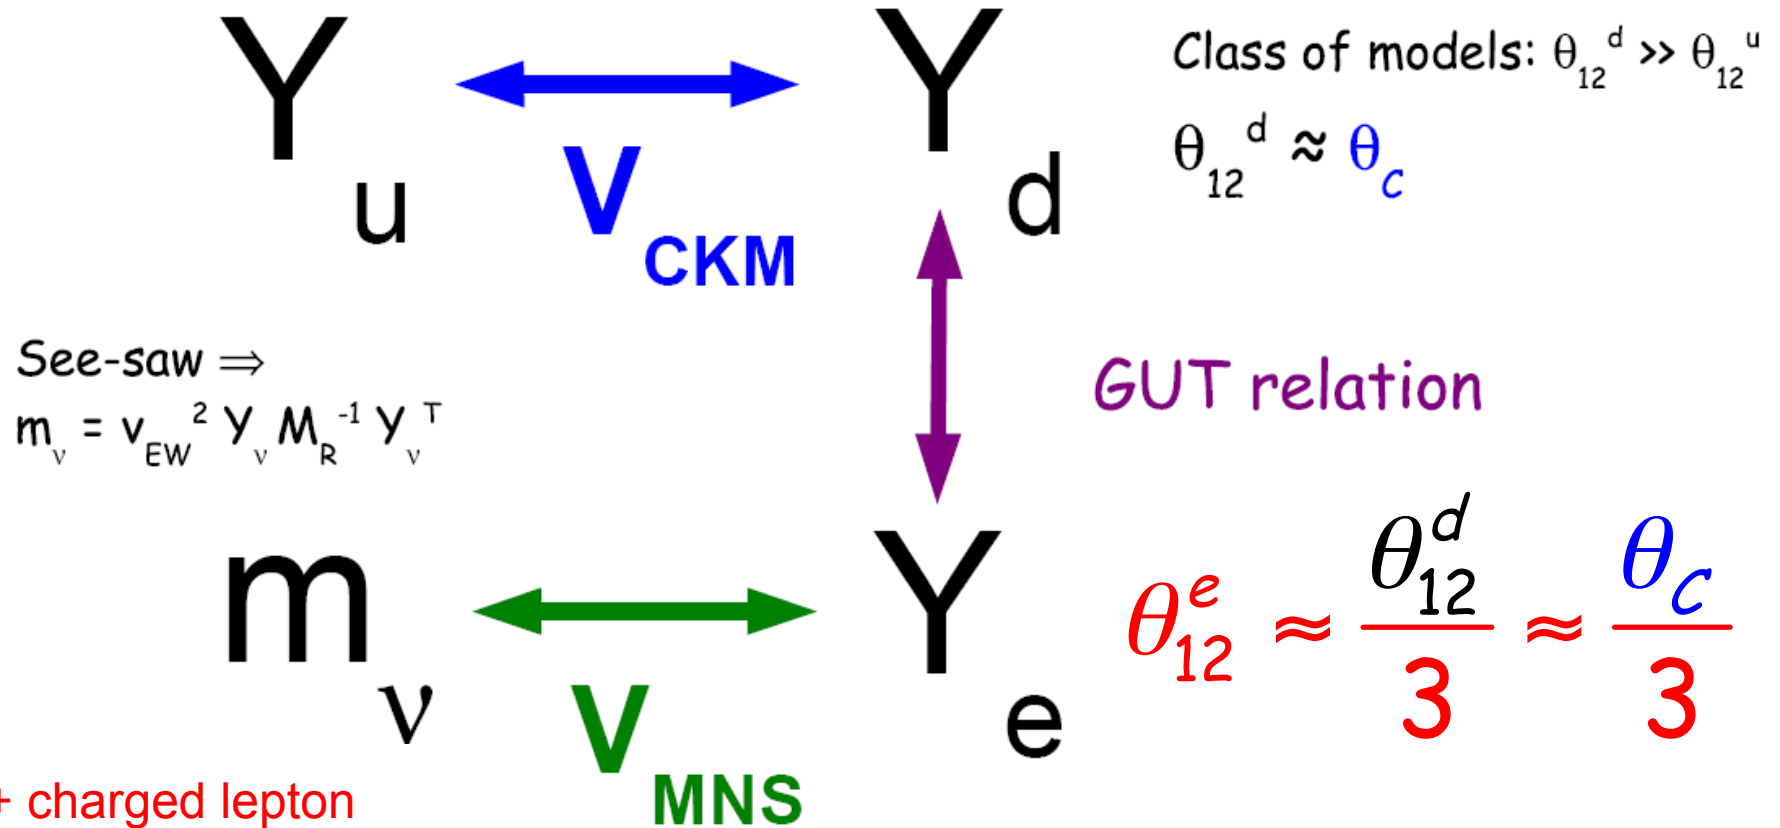 Y_u
V_CKM
Y_d
Class of models: θ_12^d >> θ_12^u
θ_12^d ≈ θ_C
See-saw ⇒
m_ν = v_EW^2 Y_ν M_R^-1 Y_ν^T
GUT relation
m_ν
V_MNS
Y_e
θ_12^e ≈ θ_12^d / 3 ≈ θ_C / 3
+ charged lepton